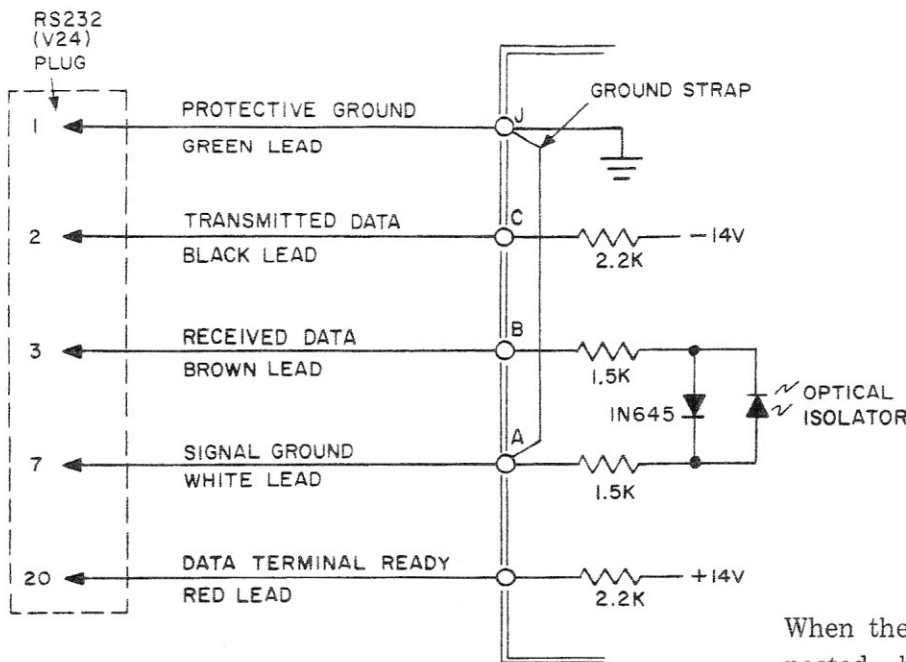 RS232
(V24)
PLUG
GROUND STRAP
1
PROTECTIVE GROUND
GREEN LEAD
J
2
TRANSMITTED DATA
BLACK LEAD
C
2.2K
-14V
3
RECEIVED DATA
BROWN LEAD
B
1.5K
IN645
OPTICAL
ISOLATOR
7
SIGNAL GROUND
WHITE LEAD
A
1.5K
20
DATA TERMINAL READY
RED LEAD
2.2K
+14V
When the